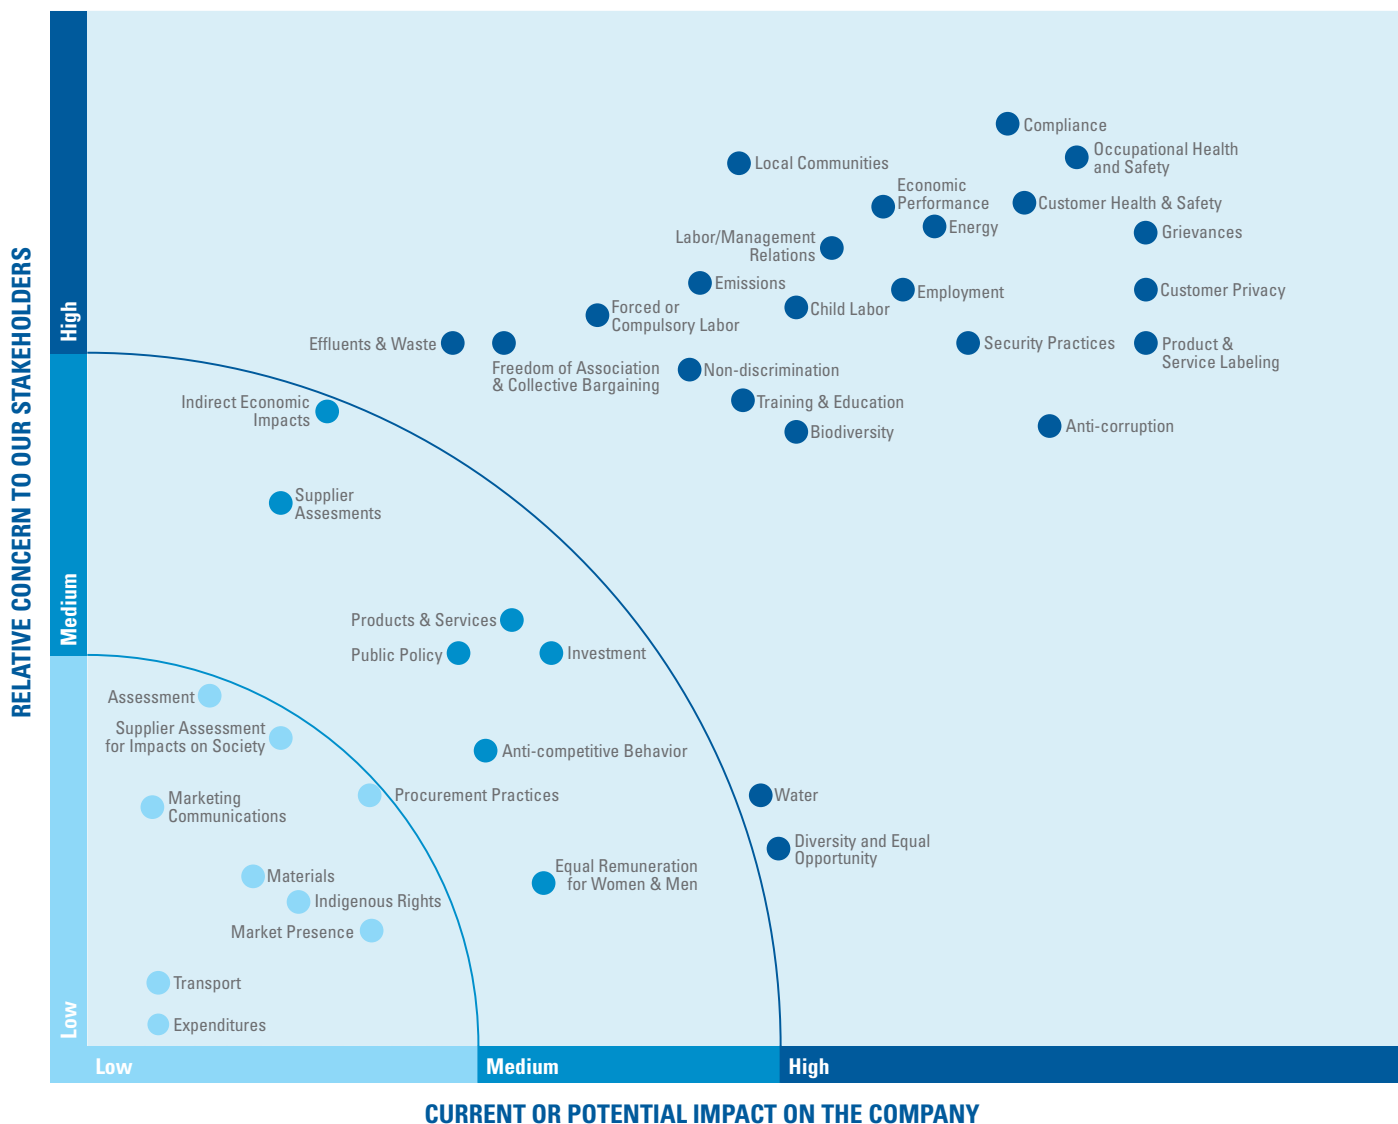 RELATIVE CONCERN TO OUR STAKEHOLDERS
High
Medium
Low
Compliance
Occupational Health
and Safety
Local Communities
Economic
Performance
Customer Health & Safety
Energy
Grievances
Labor/Management
Relations
Emissions
Employment
Customer Privacy
Forced or
Compulsory Labor
Child Labor
Effluents & Waste
Freedom of Association
& Collective Bargaining
Security Practices
Product &
Service Labeling
Non-discrimination
Training & Education
Biodiversity
Anti-corruption
Indirect Economic
Impacts
Supplier
Assesments
Products & Services
Public Policy
Investment
Assessment
Supplier Assessment
for Impacts on Society
Anti-competitive Behavior
Marketing
Communications
Procurement Practices
Water
Diversity and Equal
Opportunity
Equal Remuneration
for Women & Men
Materials
Indigenous Rights
Market Presence
Transport
Expenditures
Low
Medium
High
CURRENT OR POTENTIAL IMPACT ON THE COMPANY